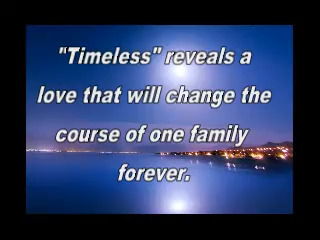 "Timeless" reveals a
love that will change the
course of one family
forever.